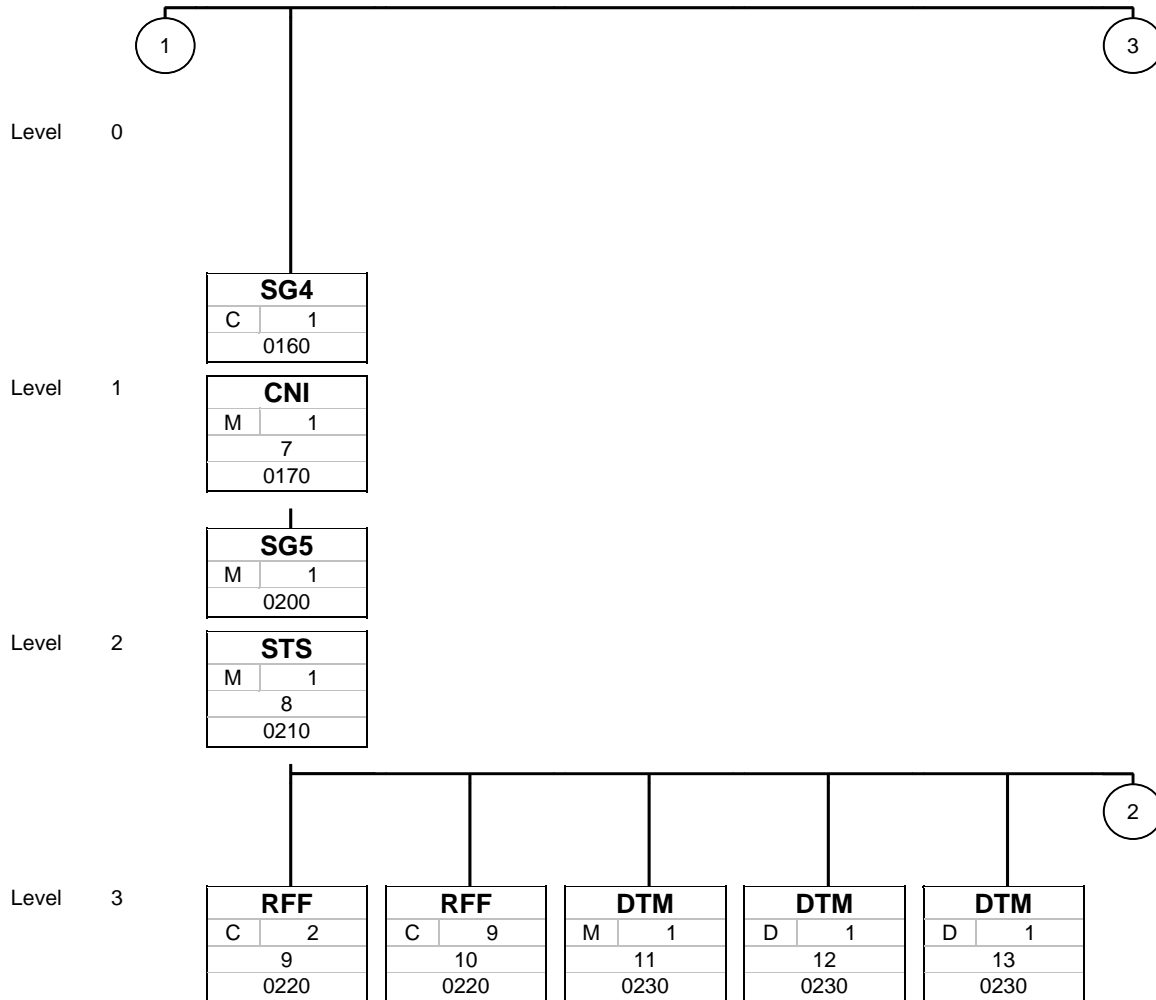 1 3
Level 0
SG4
C 1
0160
Level 1
CNI
M 1
7
0170
SG5
M 1
0200
Level 2
STS
M 1
8
0210
2
Level 3
RFF RFF DTM DTM DTM
C 2 C 9 M 1 D 1 D 1
9 10 11 12 13
0220 0220 0230 0230 0230